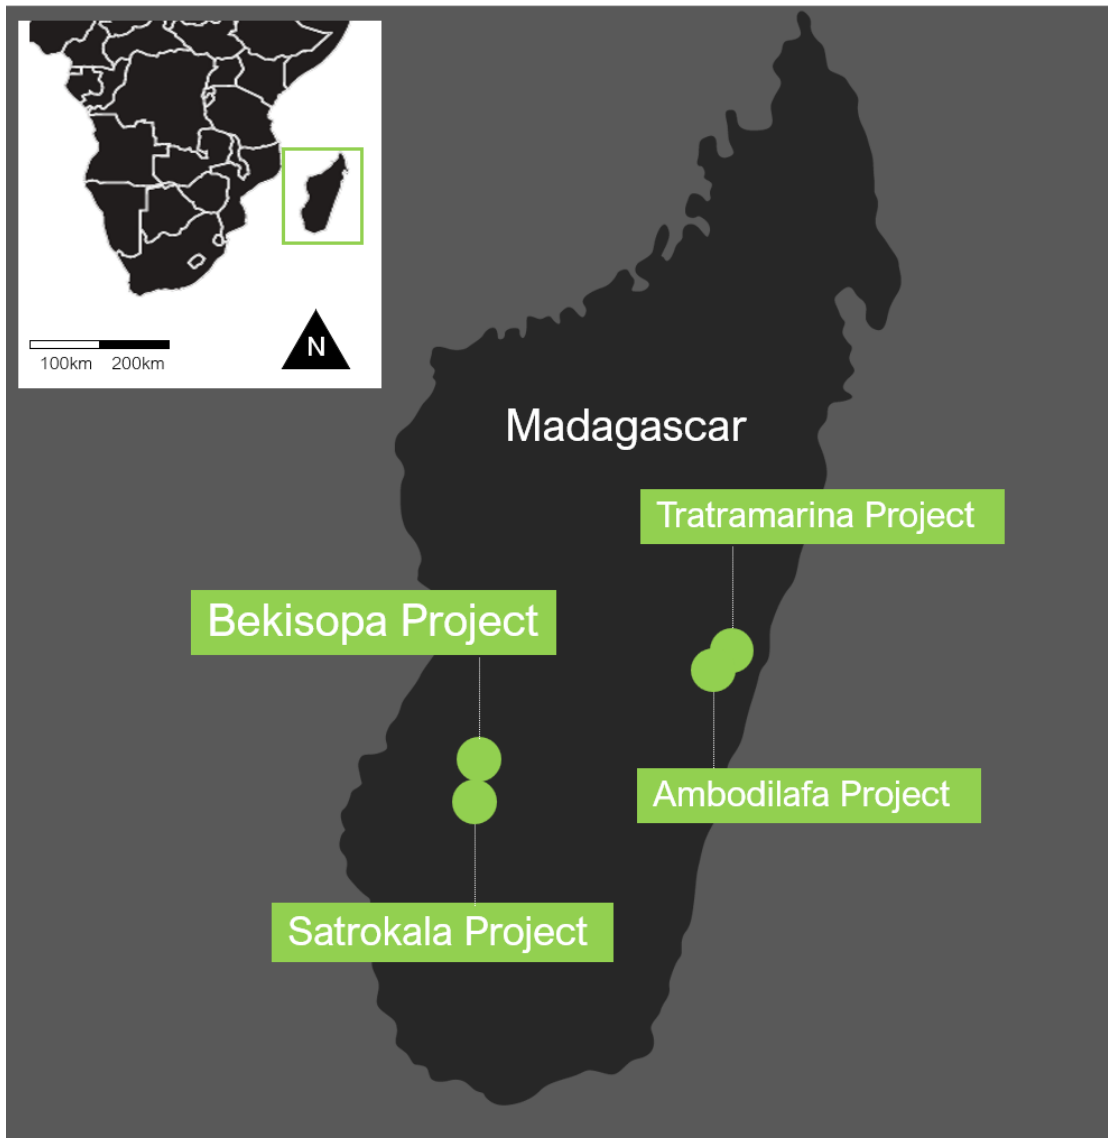 N
100km 200km
Madagascar
Tratramarina Project
Bekisopa Project
Ambodilafa Project
Satrokala Project